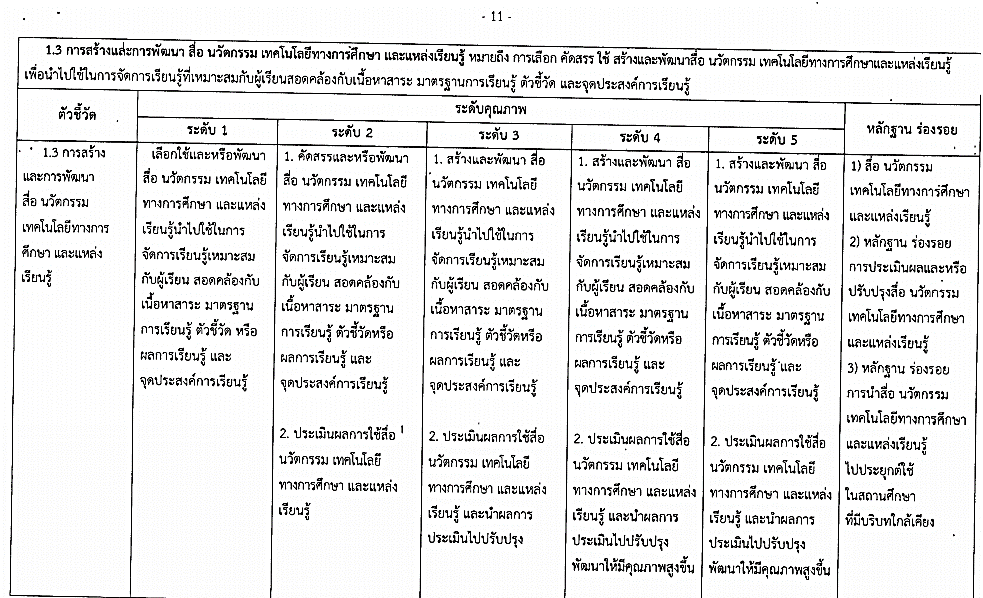 - 11 -
1.3 การสร้างและการพัฒนา สื่อ นวัตกรรม เทคโนโลยีทางการศึกษา และแหล่งเรียนรู้ หมายถึง การเลือก คัดสรร ใช้ สร้างและพัฒนาสื่อ นวัตกรรม เทคโนโลยีทางการศึกษาและแหล่งเรียนรู้
เพื่อนำไปใช้ในการจัดการเรียนรู้ที่เหมาะสมกับผู้เรียนสอดคล้องกับเนื้อหาสาระ มาตรฐานการเรียนรู้ ตัวชี้วัด และจุดประสงค์การเรียนรู้
ตัวชี้วัด
ระดับคุณภาพ
หลักฐาน ร่องรอย
ระดับ 1
ระดับ 2
ระดับ 3
ระดับ 4
ระดับ 5
1.3 การสร้าง
และการพัฒนา
สื่อ นวัตกรรม
เทคโนโลยีทางการ
ศึกษา และแหล่ง
เรียนรู้
เลือกใช้และหรือพัฒนา
สื่อ นวัตกรรม เทคโนโลยี
ทางการศึกษา และแหล่ง
เรียนรู้นำไปใช้ในการ
จัดการเรียนรู้เหมาะสม
กับผู้เรียน สอดคล้องกับ
เนื้อหาสาระ มาตรฐาน
การเรียนรู้ ตัวชี้วัด หรือ
ผลการเรียนรู้ และ
จุดประสงค์การเรียนรู้
1. คัดสรรและหรือพัฒนา
สื่อ นวัตกรรม เทคโนโลยี
ทางการศึกษา และแหล่ง
เรียนรู้นำไปใช้ในการ
จัดการเรียนรู้เหมาะสม
กับผู้เรียน สอดคล้องกับ
เนื้อหาสาระ มาตรฐาน
การเรียนรู้ ตัวชี้วัดหรือ
ผลการเรียนรู้ และ
จุดประสงค์การเรียนรู้
2. ประเมินผลการใช้สื่อ
นวัตกรรม เทคโนโลยี
ทางการศึกษา และแหล่ง
เรียนรู้
1. สร้างและพัฒนา สื่อ
นวัตกรรม เทคโนโลยี
ทางการศึกษา และแหล่ง
เรียนรู้นำไปใช้ในการ
จัดการเรียนรู้เหมาะสม
กับผู้เรียน สอดคล้องกับ
เนื้อหาสาระ มาตรฐาน
การเรียนรู้ ตัวชี้วัดหรือ
ผลการเรียนรู้ และ
จุดประสงค์การเรียนรู้
2. ประเมินผลการใช้สื่อ
นวัตกรรม เทคโนโลยี
ทางการศึกษา และแหล่ง
เรียนรู้ และนำผลการ
ประเมินไปปรับปรุง
1. สร้างและพัฒนา สื่อ
นวัตกรรม เทคโนโลยี
ทางการศึกษา และแหล่ง
เรียนรู้นำไปใช้ในการ
จัดการเรียนรู้เหมาะสม
กับผู้เรียน สอดคล้องกับ
เนื้อหาสาระ มาตรฐาน
การเรียนรู้ ตัวชี้วัดหรือ
ผลการเรียนรู้ และ
จุดประสงค์การเรียนรู้
2. ประเมินผลการใช้สื่อ
นวัตกรรม เทคโนโลยี
ทางการศึกษา และแหล่ง
เรียนรู้ และนำผลการ
ประเมินไปปรับปรุง
พัฒนาให้มีคุณภาพสูงขึ้น
1. สร้างและพัฒนา สื่อ
นวัตกรรม เทคโนโลยี
ทางการศึกษา และแหล่ง
เรียนรู้นำไปใช้ในการ
จัดการเรียนรู้เหมาะสม
กับผู้เรียน สอดคล้องกับ
เนื้อหาสาระ มาตรฐาน
การเรียนรู้ ตัวชี้วัดหรือ
ผลการเรียนรู้ และ
จุดประสงค์การเรียนรู้
2. ประเมินผลการใช้สื่อ
นวัตกรรม เทคโนโลยี
ทางการศึกษา และแหล่ง
เรียนรู้ และนำผลการ
ประเมินไปปรับปรุง
พัฒนาให้มีคุณภาพสูงขึ้น
1) สื่อ นวัตกรรม
เทคโนโลยีทางการศึกษา
และแหล่งเรียนรู้
2) หลักฐาน ร่องรอย
การประเมินผลและหรือ
ปรับปรุงสื่อ นวัตกรรม
เทคโนโลยีทางการศึกษา
และแหล่งเรียนรู้
3) หลักฐาน ร่องรอย
การนำสื่อ นวัตกรรม
เทคโนโลยีทางการศึกษา
และแหล่งเรียนรู้
ไปประยุกต์ใช้
ในสถานศึกษา
ที่มีบริบทใกล้เคียง